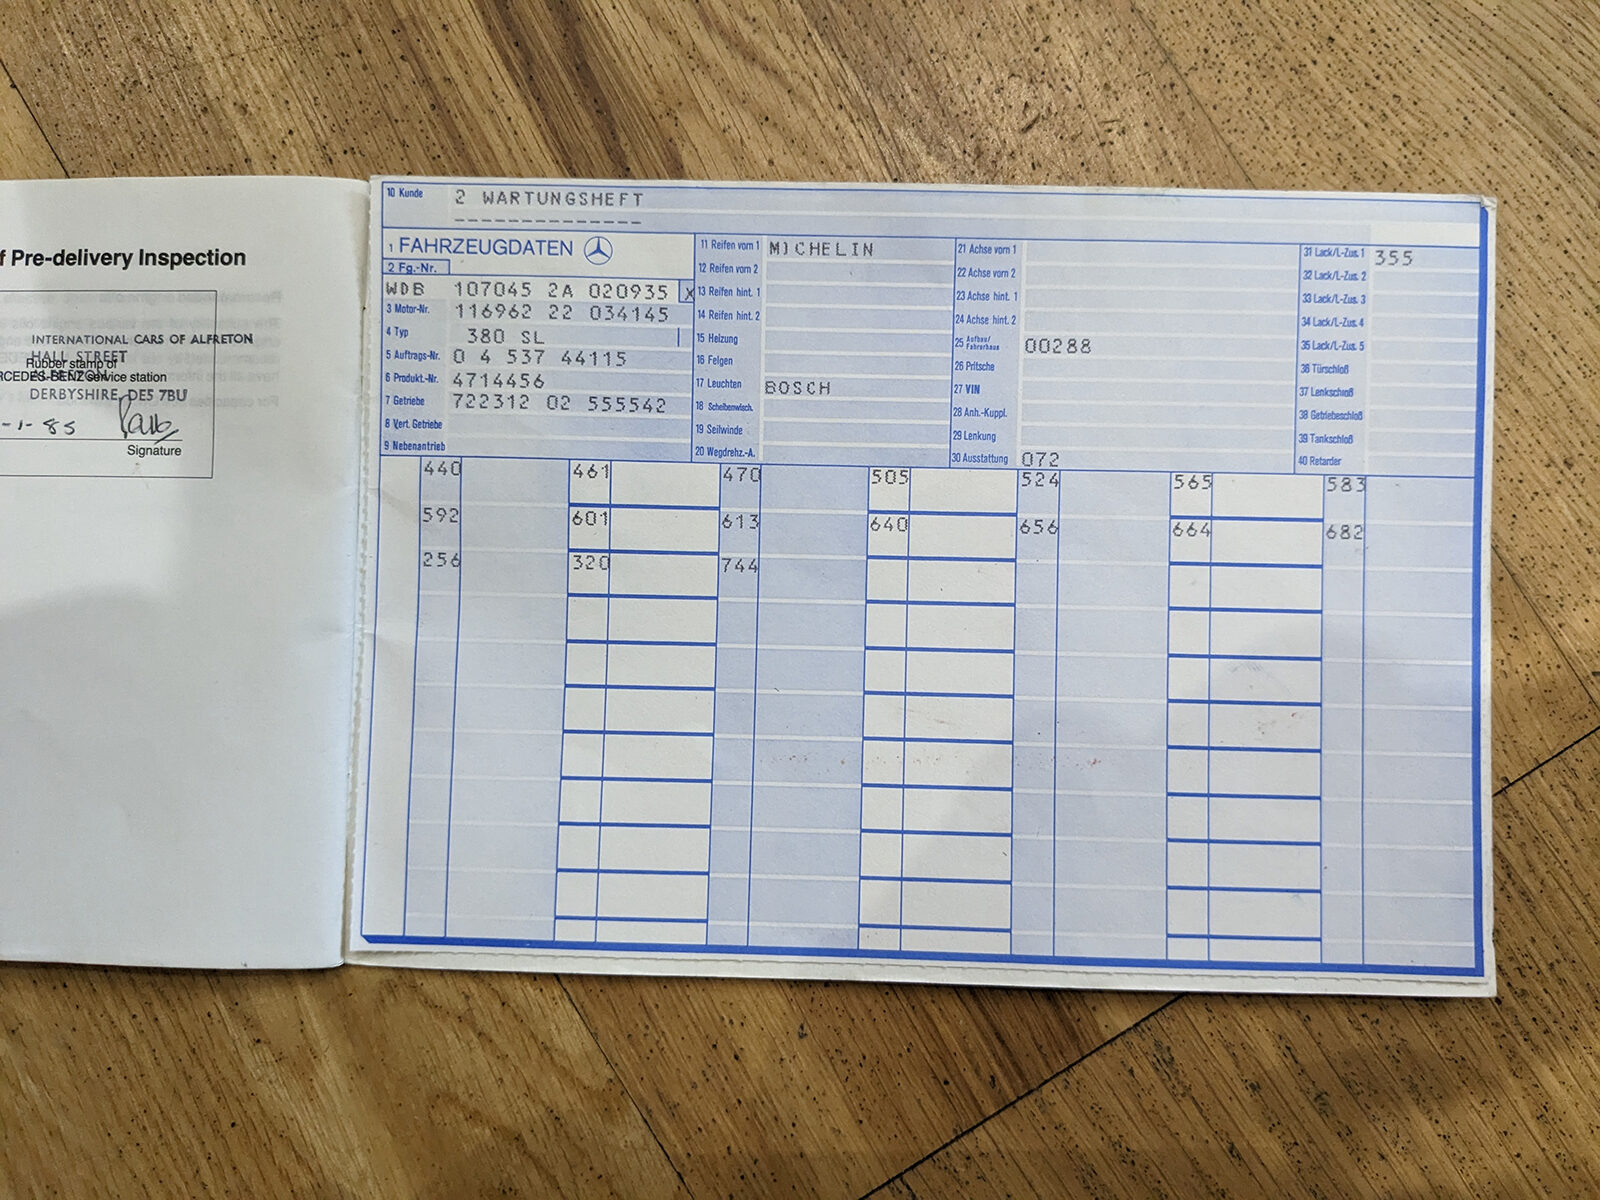 f Pre-delivery Inspection
INTERNATIONAL CARS OF ALFRETON
HALL STREET
Rubber stamp of
ALFRETON
RCEDES-BENZ service station
DERBYSHIRE, DE5 7BU
-1-85
Signature
10 Kunde 2 WARTUNGSHEFT
--------------
1 FAHRZEUGDATEN
2 Fg.-Nr.
WDB 107045 2A 020935 X
3 Motor-Nr. 116962 22 034145
4 Typ 380 SL
5 Auftrags-Nr. 0 4 537 44115
6 Produkt.-Nr. 4714456
7 Getriebe 722312 02 555542
8 Vert. Getriebe
9 Nebenantrieb
11 Reifen vorn 1 MICHELIN
12 Reifen vorn 2
13 Reifen hint. 1
14 Reifen hint. 2
15 Heizung
16 Felgen
17 Leuchten BOSCH
18 Scheibenwisch.
19 Seilwinde
20 Wegdrehz.-A.
21 Achse vorn 1
22 Achse vorn 2
23 Achse hint. 1
24 Achse hint. 2
25 Aufbau/ Fahrerhaus 00288
26 Pritsche
27 VIN
28 Anh.-Kuppl.
29 Lenkung
30 Ausstattung 072
31 Lack/L-Zus. 1 355
32 Lack/L-Zus. 2
33 Lack/L-Zus. 3
34 Lack/L-Zus. 4
35 Lack/L-Zus. 5
36 Türschloß
37 Lenkschloß
38 Getriebeschloß
39 Tankschloß
40 Retarder
440 461 470 505 524 565 583
592 601 613 640 656 664 682
256 320 744